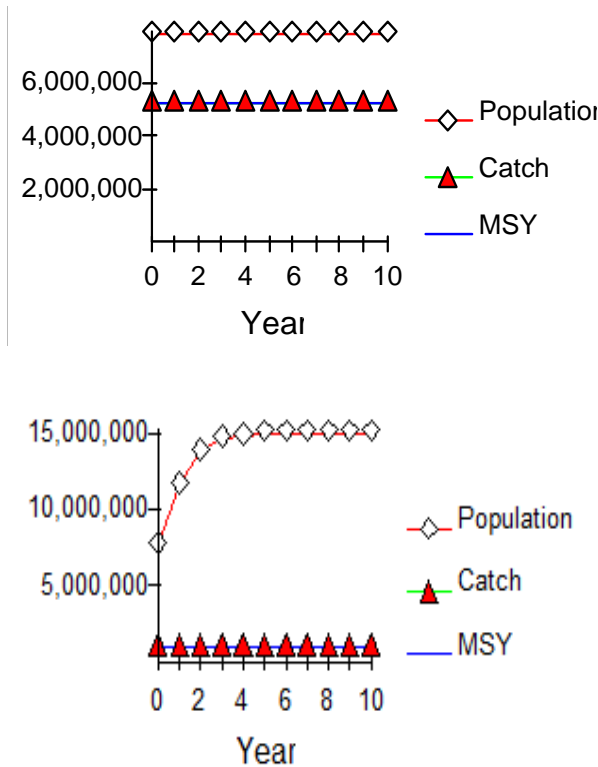 6,000,000
4,000,000
2,000,000
0 2 4 6 8 10
Year
Population
Catch
MSY
15,000,000
10,000,000
5,000,000
0 2 4 6 8 10
Year
Population
Catch
MSY